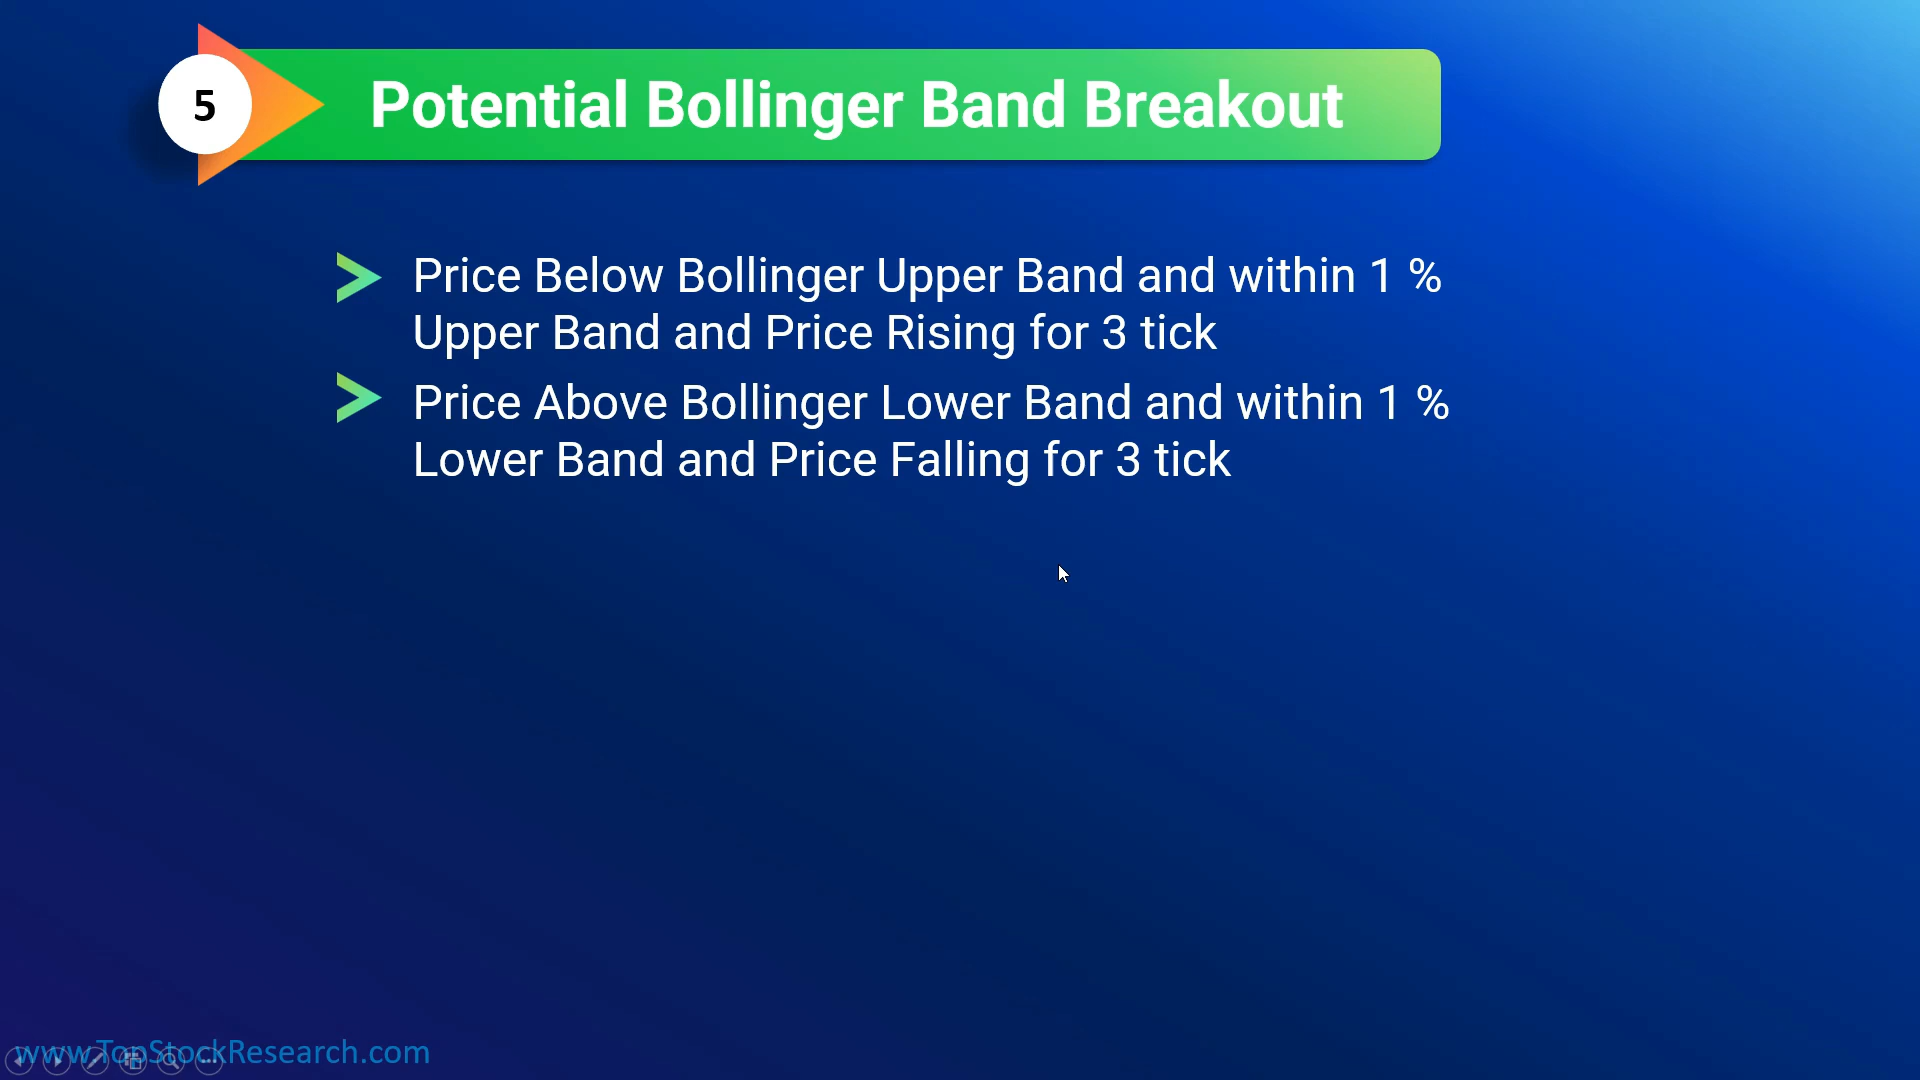 5
Potential Bollinger Band Breakout
Price Below Bollinger Upper Band and within 1 %
Upper Band and Price Rising for 3 tick
Price Above Bollinger Lower Band and within 1 %
Lower Band and Price Falling for 3 tick
www.TopStockResearch.com